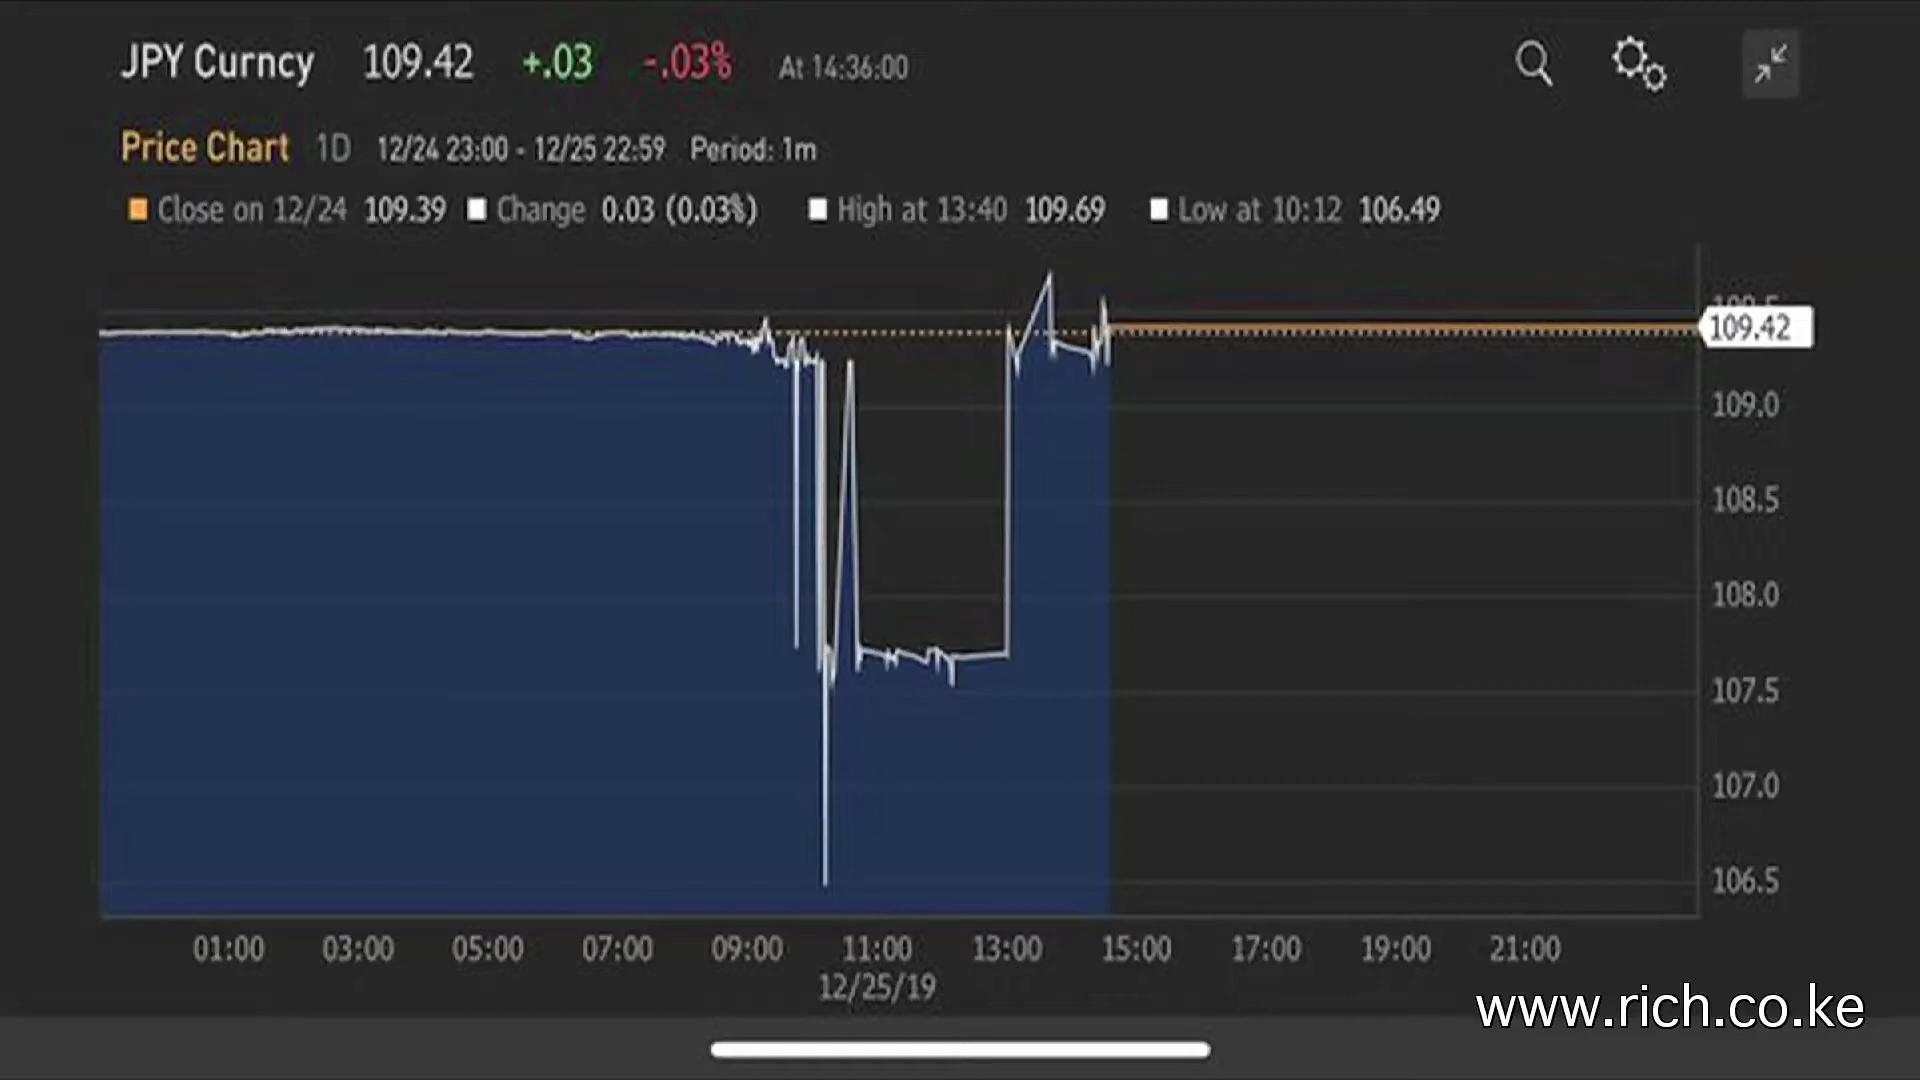 JPY Curncy 109.42 +.03 -.03% At 14:36:00
Price Chart 1D 12/24 23:00 - 12/25 22:59 Period: 1m
Close on 12/24 109.39 Change 0.03 (0.03%) High at 13:40 109.69 Low at 10:12 106.49
109.42
109.0
108.5
108.0
107.5
107.0
106.5
01:00 03:00 05:00 07:00 09:00 11:00 13:00 15:00 17:00 19:00 21:00
12/25/19
www.rich.co.ke